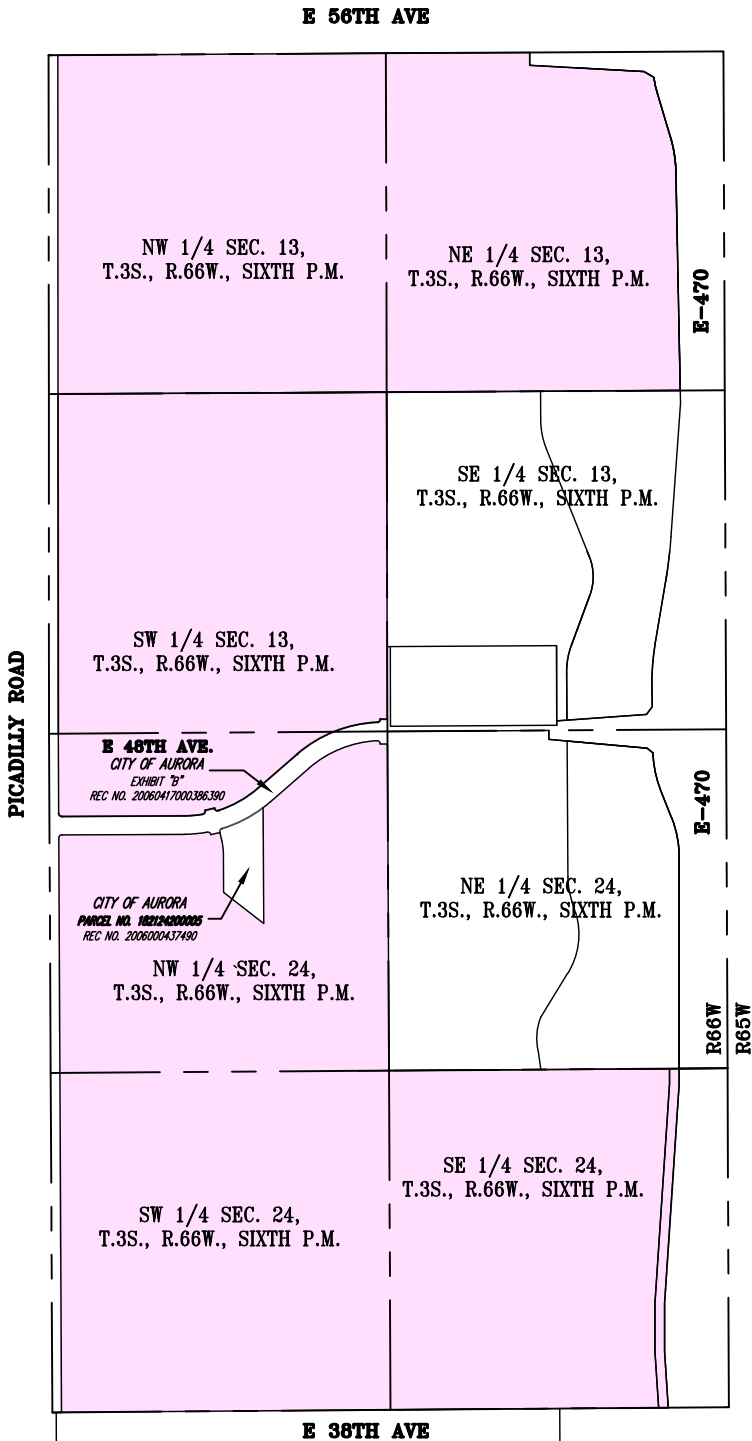 E 56TH AVE
NW 1/4 SEC. 13,
T.3S., R.66W., SIXTH P.M.
NE 1/4 SEC. 13,
T.3S., R.66W., SIXTH P.M.
E-470
SE 1/4 SEC. 13,
T.3S., R.66W., SIXTH P.M.
SW 1/4 SEC. 13,
T.3S., R.66W., SIXTH P.M.
PICADILLY ROAD
E 48TH AVE.
CITY OF AURORA
EXHIBIT "B"
REC NO. 20060417000386390
E-470
NE 1/4 SEC. 24,
T.3S., R.66W., SIXTH P.M.
CITY OF AURORA
PARCEL NO. 182124200005
REC NO. 2006000437490
NW 1/4 SEC. 24,
T.3S., R.66W., SIXTH P.M.
R66W
R65W
SE 1/4 SEC. 24,
T.3S., R.66W., SIXTH P.M.
SW 1/4 SEC. 24,
T.3S., R.66W., SIXTH P.M.
E 38TH AVE